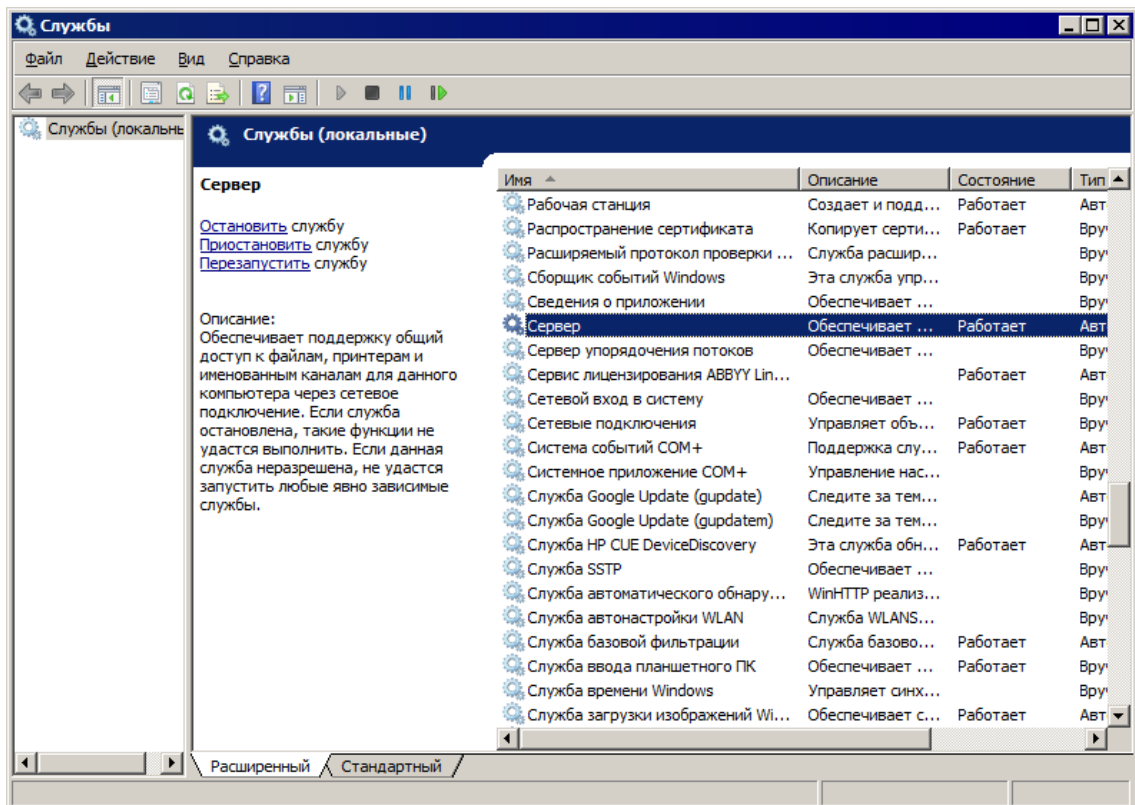 Службы
Файл Действие Вид Справка
Службы (локальны
Службы (локальные)
Сервер
Остановить службу
Приостановить службу
Перезапустить службу
Описание:
Обеспечивает поддержку общий
доступ к файлам, принтерам и
именованным каналам для данного
компьютера через сетевое
подключение. Если служба
остановлена, такие функции не
удастся выполнить. Если данная
служба неразрешена, не удастся
запустить любые явно зависимые
службы.
Имя Описание Состояние Тип
Рабочая станция Создает и подд... Работает Авт
Распространение сертификата Копирует серти... Работает Вру
Расширяемый протокол проверки ... Служба расшир... Вру
Сборщик событий Windows Эта служба упр... Вру
Сведения о приложении Обеспечивает ... Вру
Сервер Обеспечивает ... Работает Авт
Сервер упорядочения потоков Обеспечивает ... Вру
Сервис лицензирования ABBYY Lin... Работает Авт
Сетевой вход в систему Обеспечивает ... Вру
Сетевые подключения Управляет объ... Работает Вру
Система событий COM+ Поддержка слу... Работает Авт
Системное приложение COM+ Управление нас... Вру
Служба Google Update (gupdate) Следите за тем... Авт
Служба Google Update (gupdatem) Следите за тем... Вру
Служба HP CUE DeviceDiscovery Эта служба обн... Работает Авт
Служба SSTP Обеспечивает ... Вру
Служба автоматического обнару... WinHTTP реализ... Вру
Служба автонастройки WLAN Служба WLANS... Вру
Служба базовой фильтрации Служба базово... Работает Авт
Служба ввода планшетного ПК Обеспечивает ... Работает Вру
Служба времени Windows Управляет синх... Вру
Служба загрузки изображений Wi... Обеспечивает с... Работает Авт
Расширенный Стандартный